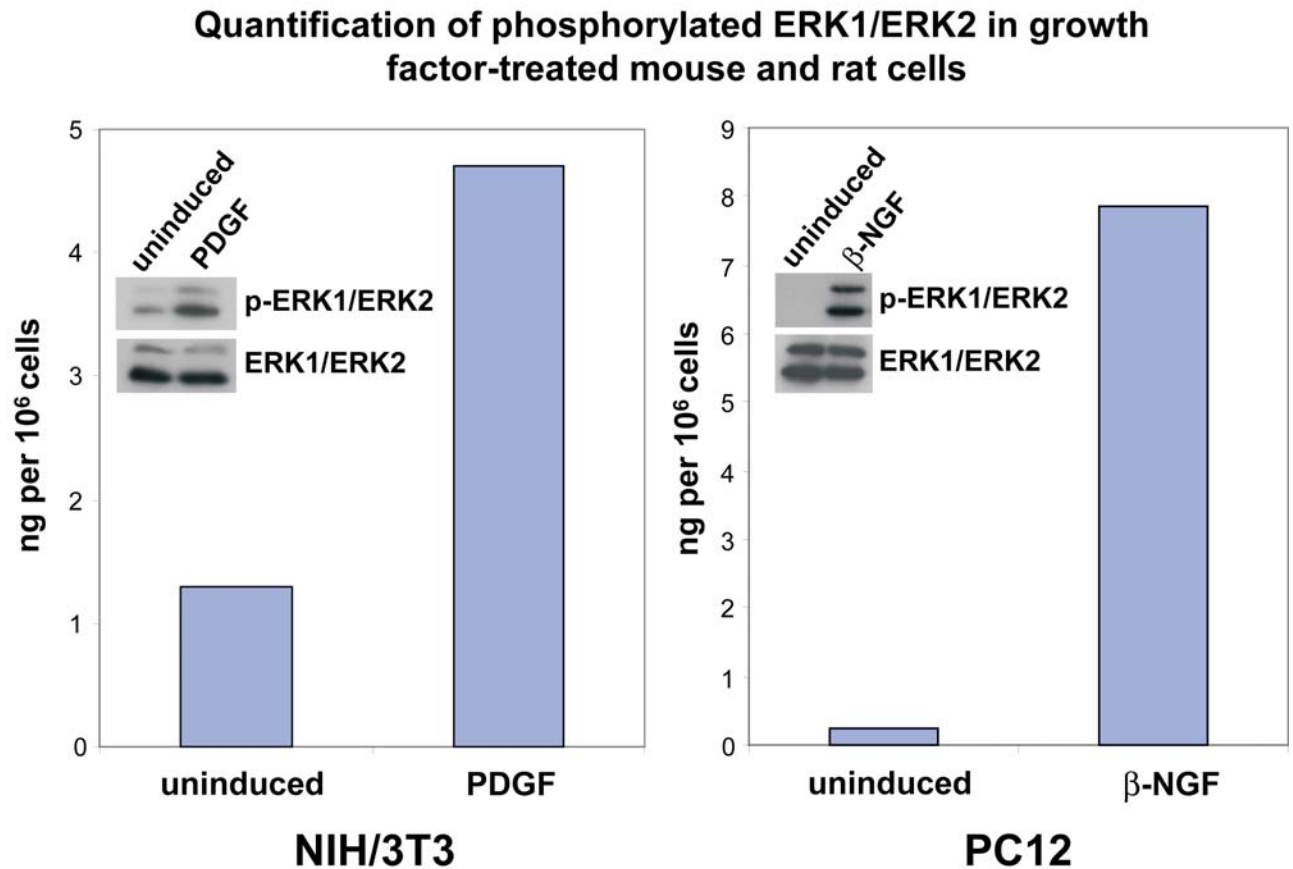 Quantification of phosphorylated ERK1/ERK2 in growth
factor-treated mouse and rat cells
ng per 10⁶ cells
5
4
3
2
1
0
uninduced
PDGF
p-ERK1/ERK2
ERK1/ERK2
uninduced
PDGF
NIH/3T3
ng per 10⁶ cells
9
8
7
6
5
4
3
2
1
0
uninduced
β-NGF
p-ERK1/ERK2
ERK1/ERK2
uninduced
β-NGF
PC12